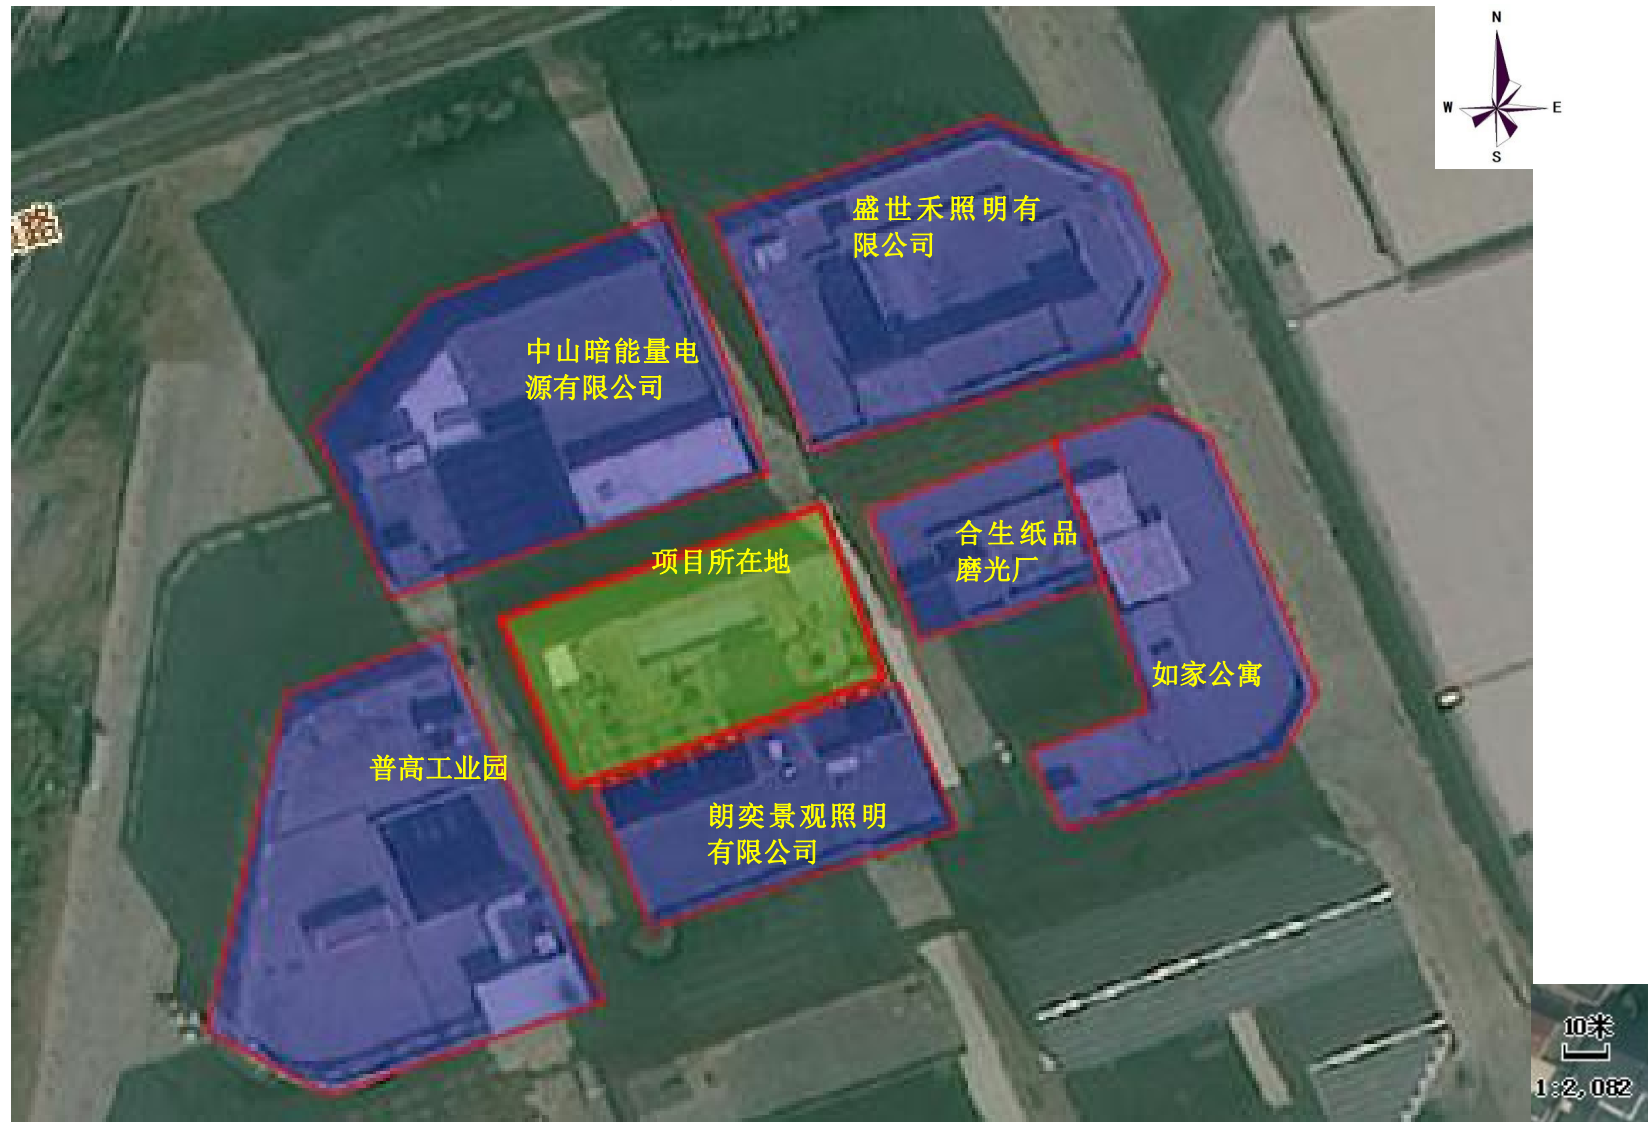 N
W
E
S
路
盛世禾照明有
限公司
中山暗能量电
源有限公司
合生纸品
磨光厂
项目所在地
如家公寓
普高工业园
朗奕景观照明
有限公司
10米
1:2,082